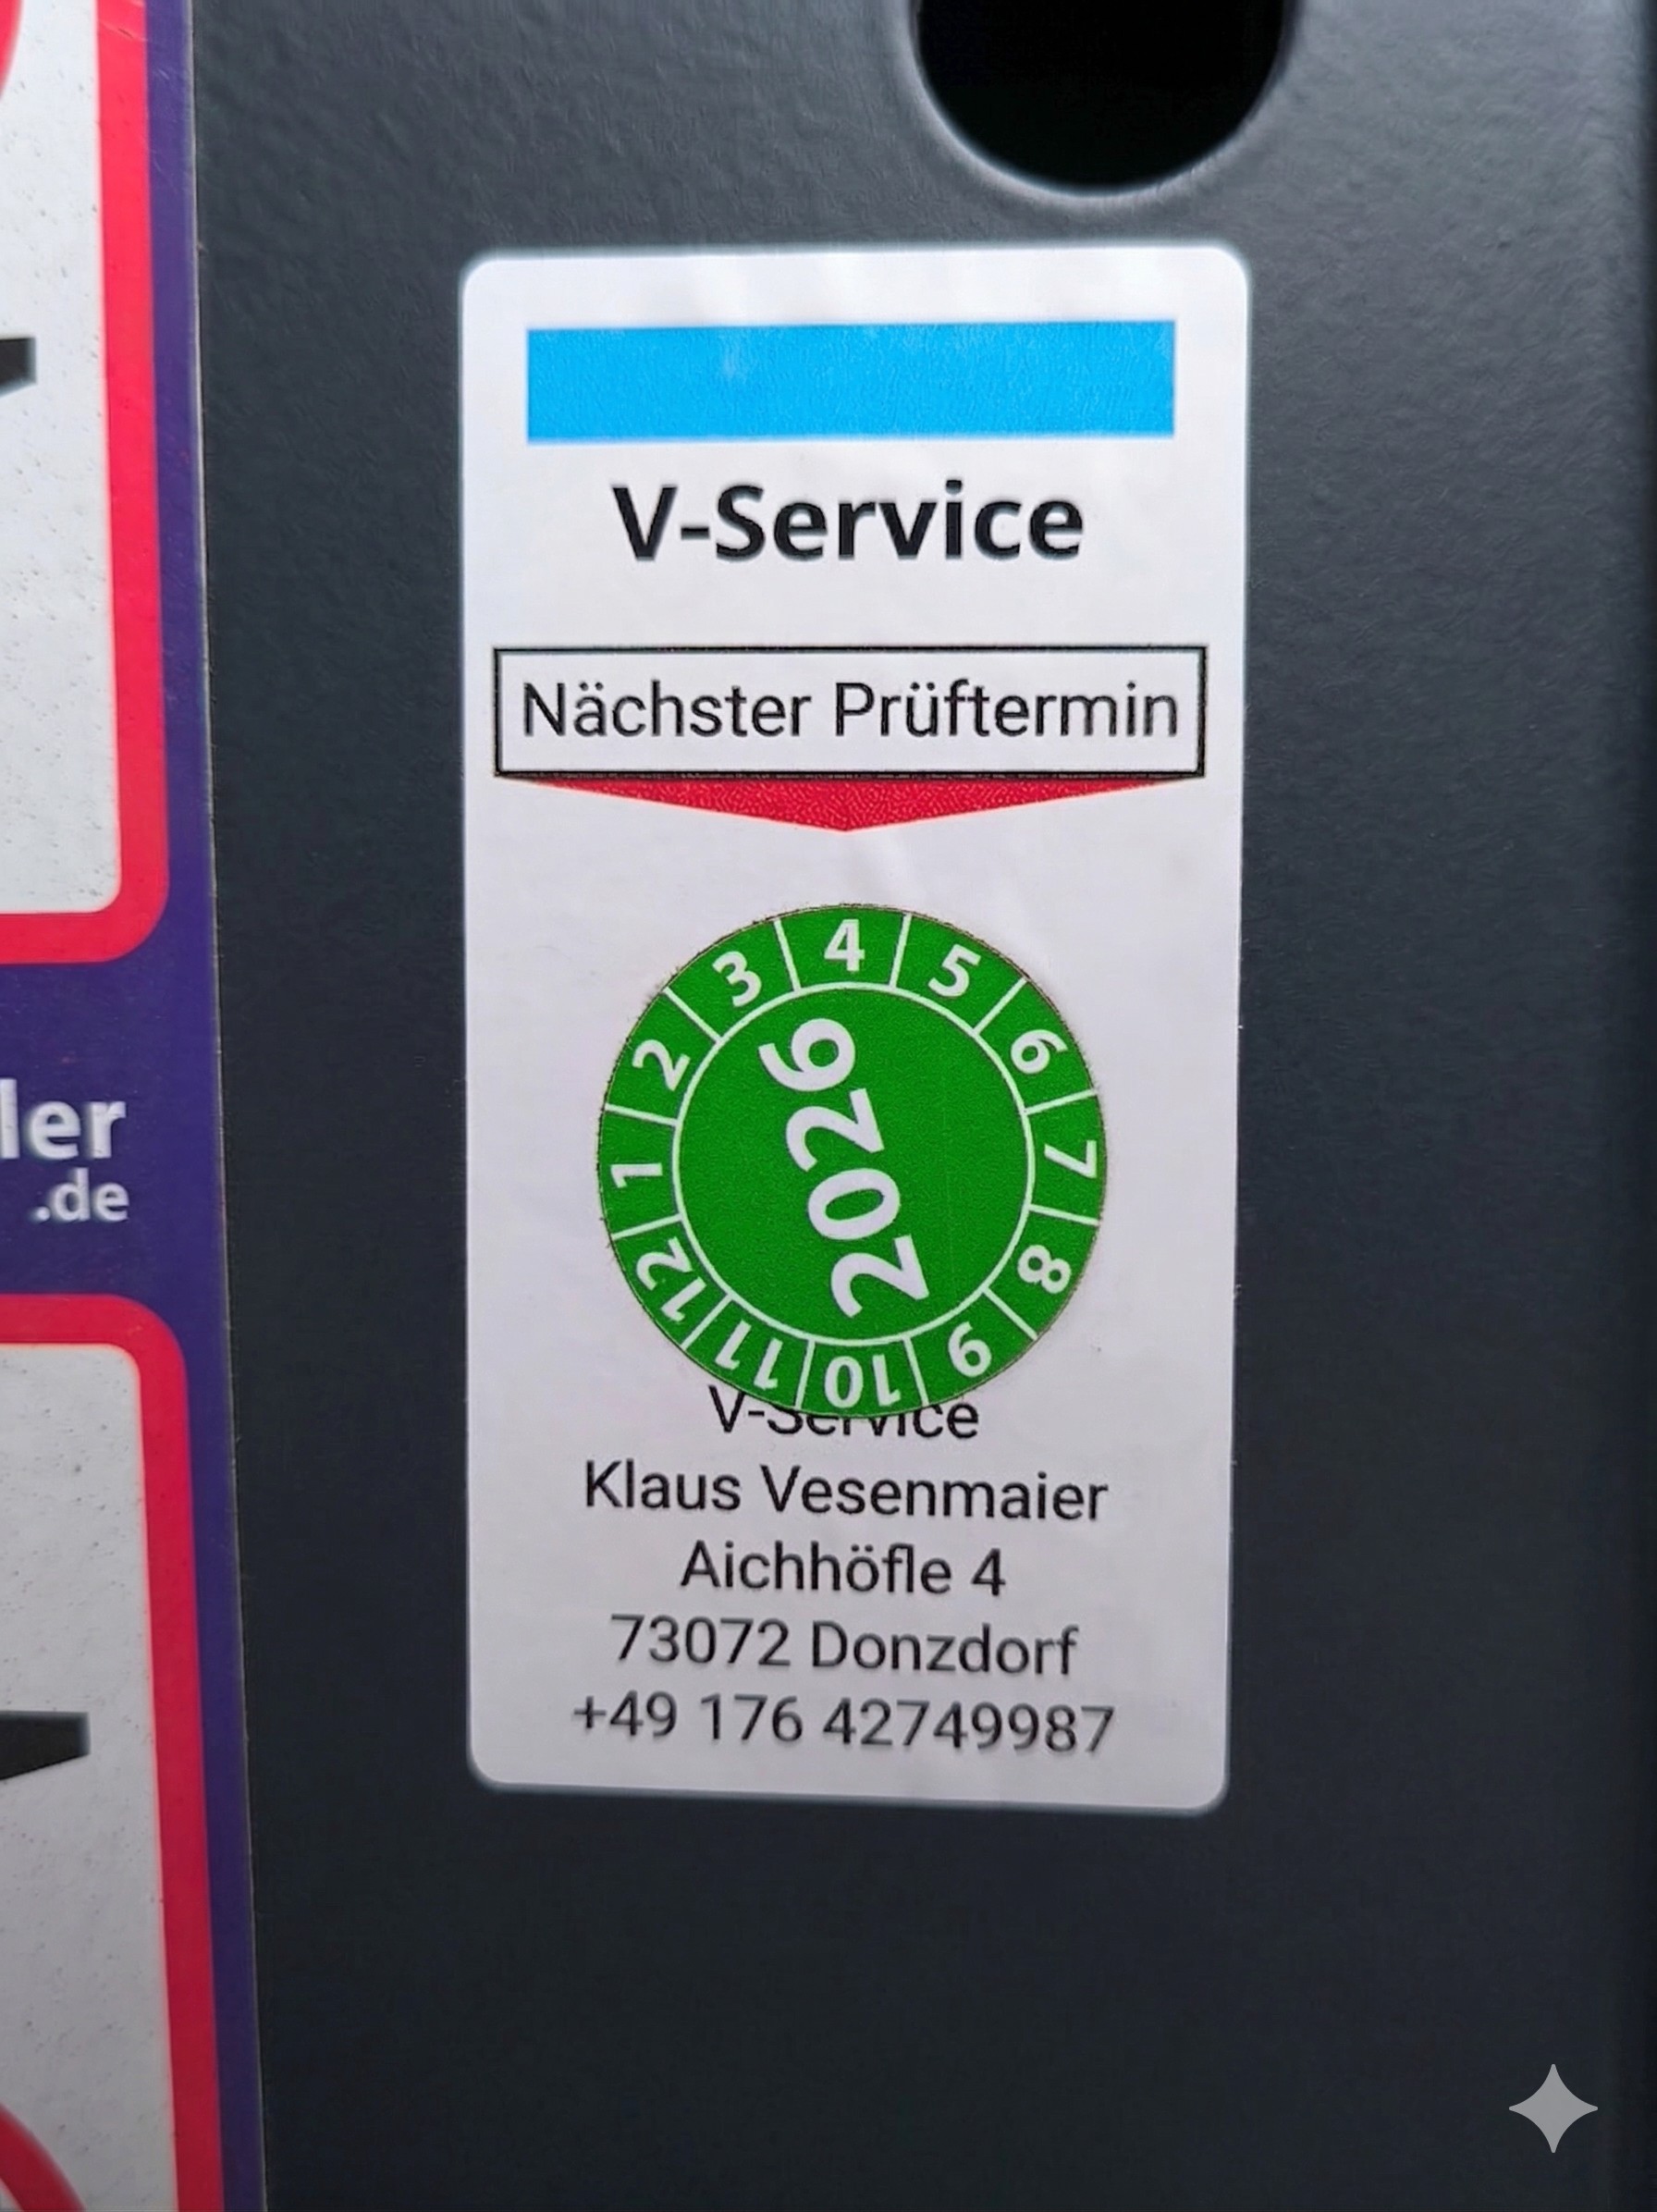 V-Service
Nächster Prüftermin
1 2 3 4 5 6 7 8 9 10 11 12
2026
V-Service
Klaus Vesenmaier
Aichhöfle 4
73072 Donzdorf
+49 176 42749987
ler
.de